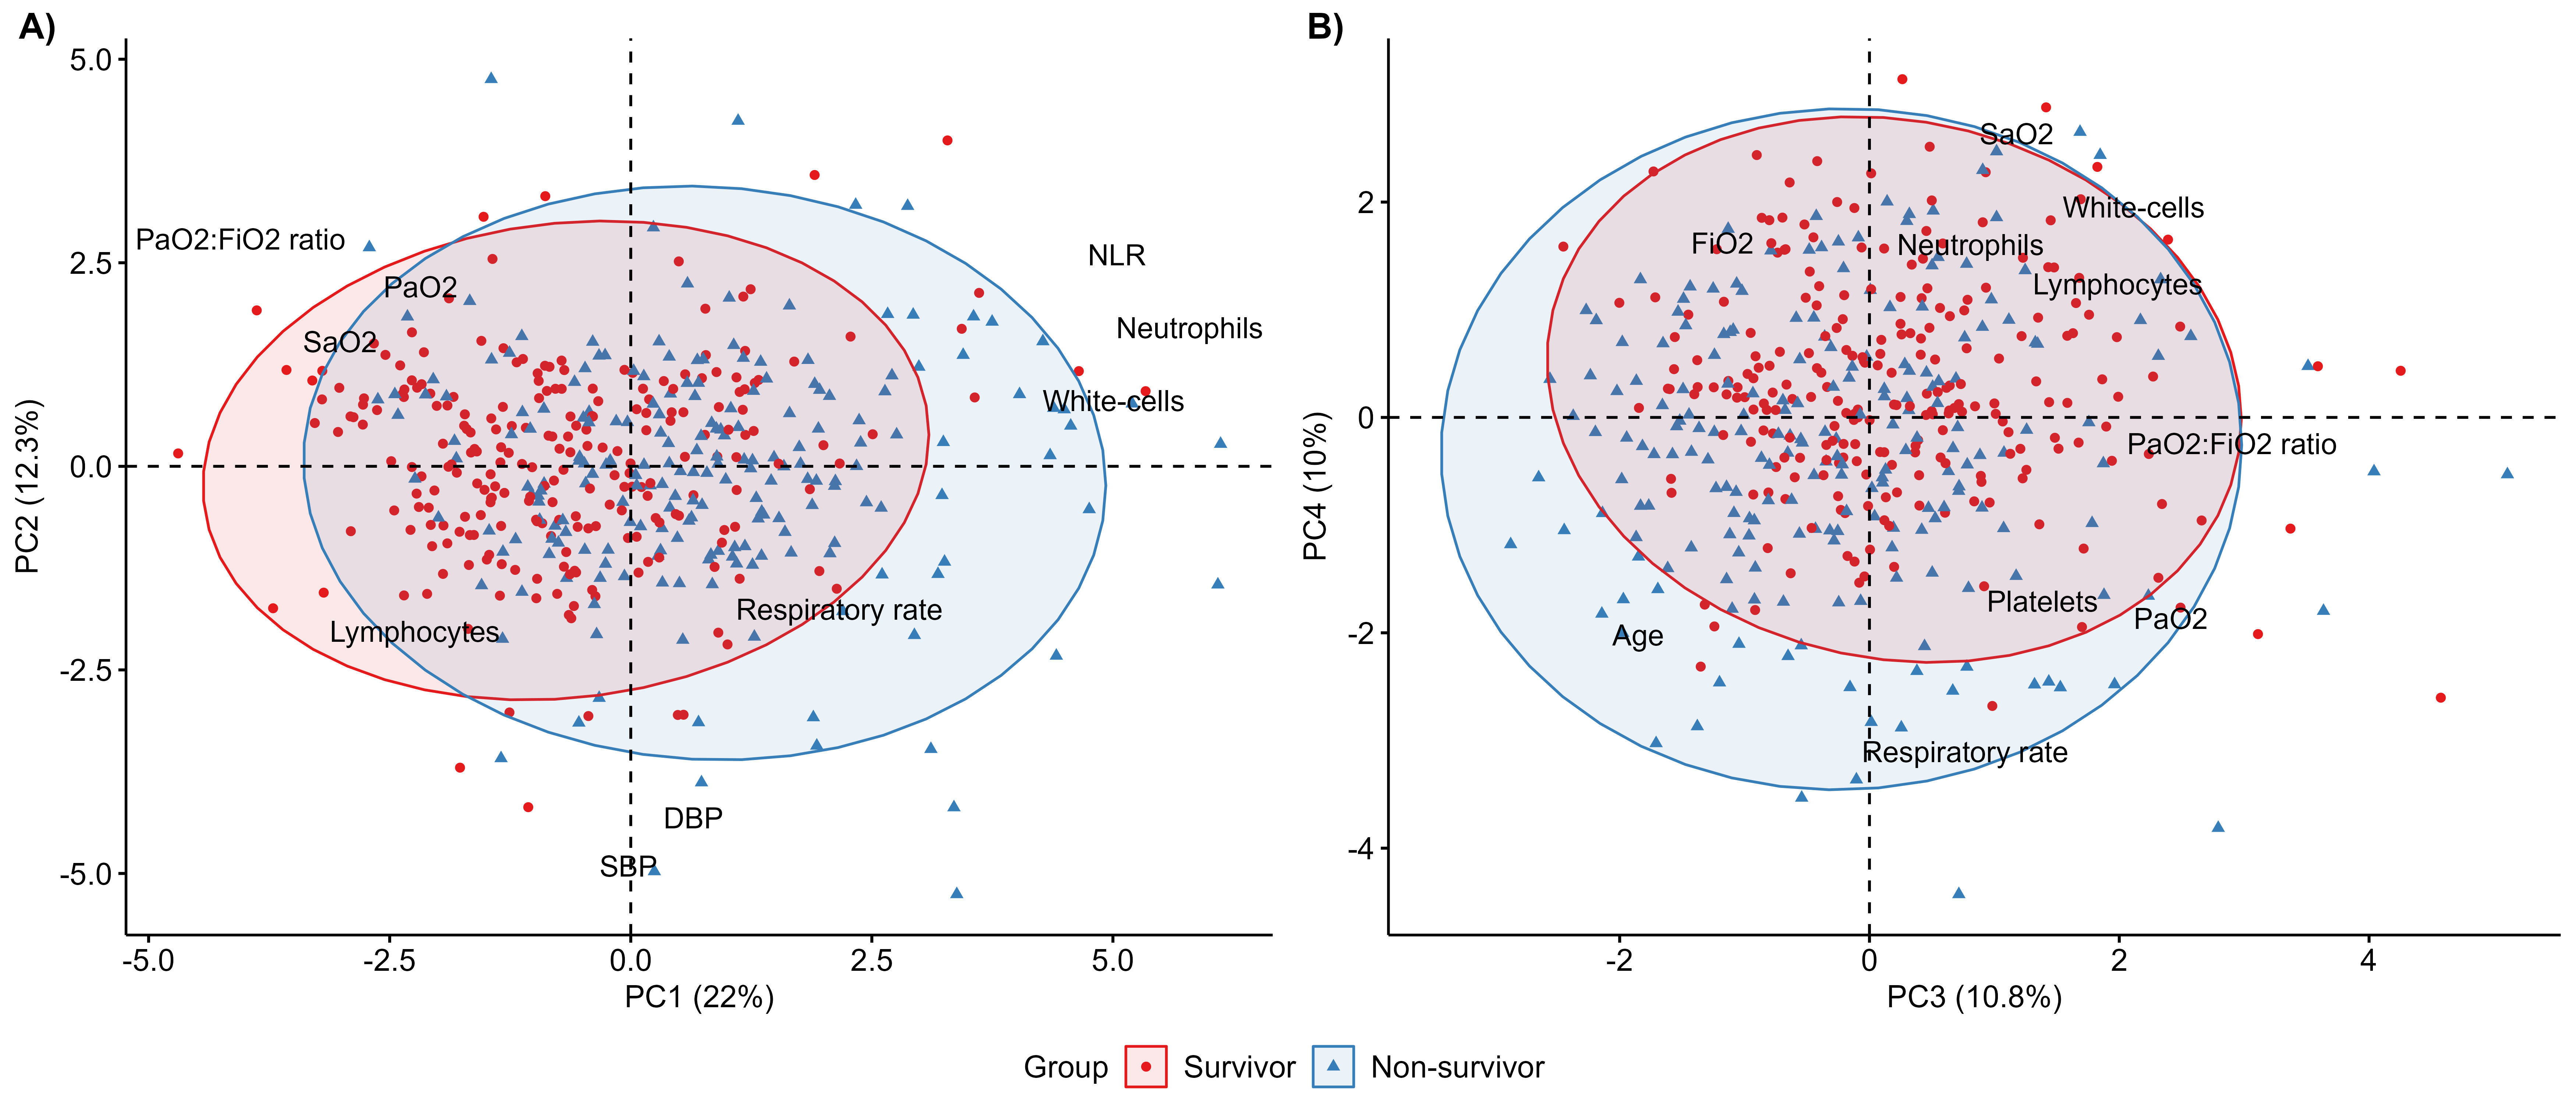 A)
5.0
2.5
0.0
-2.5
-5.0
PC2 (12.3%)
PaO2:FiO2 ratio
PaO2
SaO2
NLR
Neutrophils
White-cells
Lymphocytes
Respiratory rate
DBP
SBP
-5.0
-2.5
0.0
2.5
5.0
PC1 (22%)
B)
2
0
-2
-4
PC4 (10%)
SaO2
White-cells
FiO2
Neutrophils
Lymphocytes
PaO2:FiO2 ratio
Platelets
PaO2
Age
Respiratory rate
-2
0
2
4
PC3 (10.8%)
Group
Survivor
Non-survivor